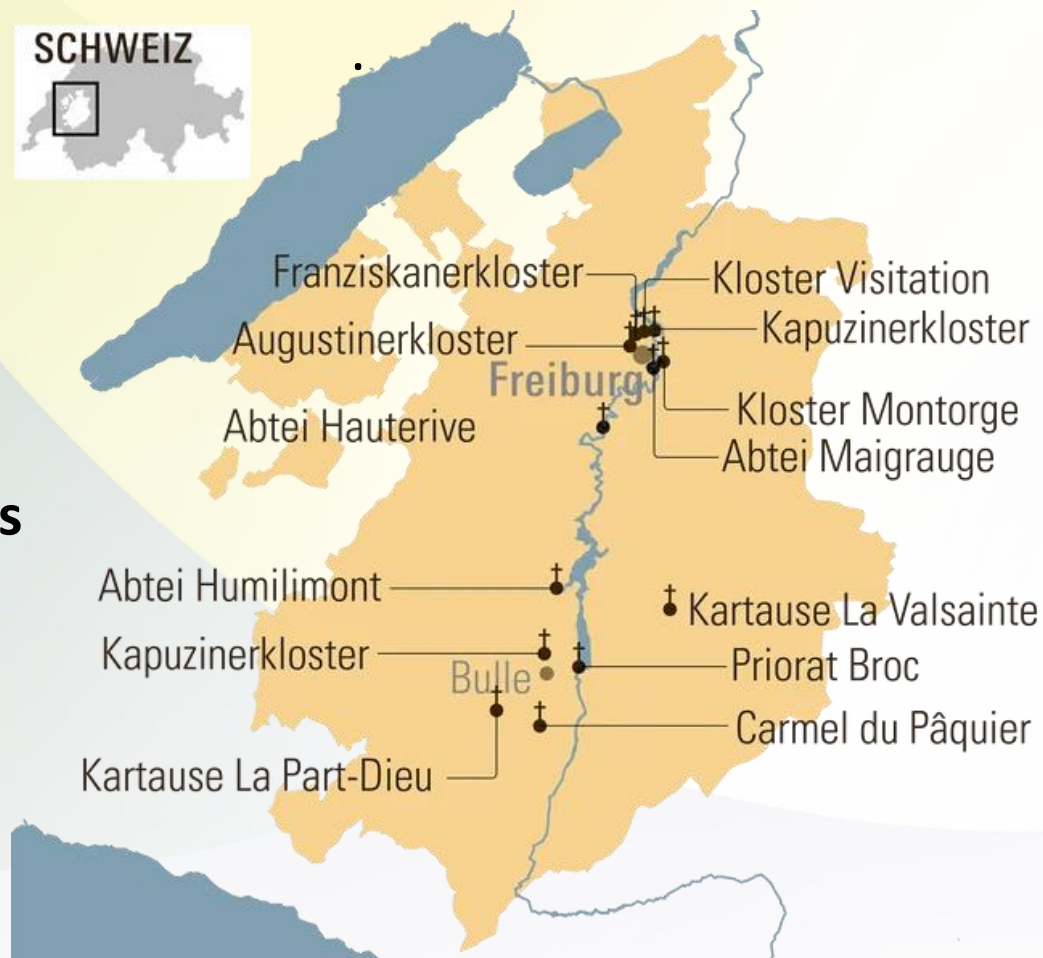 SCHWEIZ
Franziskanerkloster
Kloster Visitation
Kapuzinerkloster
Augustinerkloster
Freiburg
Kloster Montorge
Abtei Hauterive
Abtei Maigrauge
s
Abtei Humilimont
Kartause La Valsainte
Kapuzinerkloster
Priorat Broc
Bulle
Carmel du Pâquier
Kartause La Part-Dieu